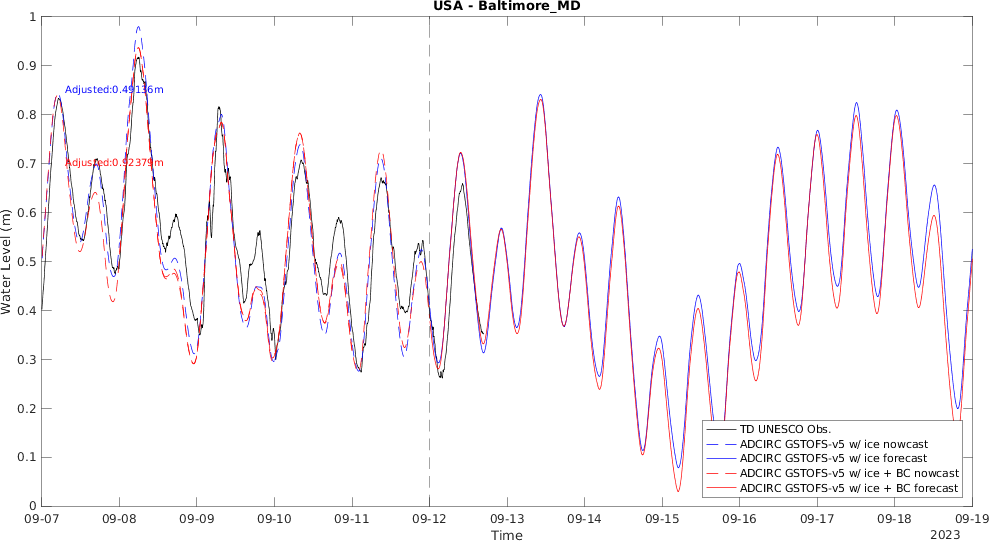 USA - Baltimore_MD
1
0.9
0.8
0.7
0.6
0.5
0.4
0.3
0.2
0.1
0
Water Level (m)
Adjusted:0.49136m
Adjusted:0.92379m
TD UNESCO Obs.
ADCIRC GSTOFS-v5 w/ ice nowcast
ADCIRC GSTOFS-v5 w/ ice forecast
ADCIRC GSTOFS-v5 w/ ice + BC nowcast
ADCIRC GSTOFS-v5 w/ ice + BC forecast
09-07 09-08 09-09 09-10 09-11 09-12 09-13 09-14 09-15 09-16 09-17 09-18 09-19
Time
2023